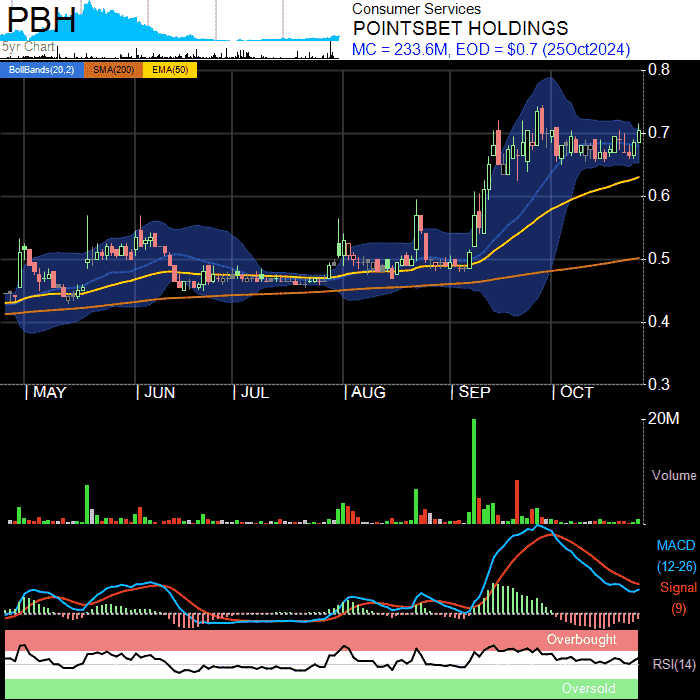 PBH
5yr Chart
Consumer Services
POINTSBET HOLDINGS
MC = 233.6M, EOD = $0.7 (25Oct2024)
BollBands(20,2) SMA(200) EMA(50)
0.8
0.7
0.6
0.5
0.4
0.3
MAY JUN JUL AUG SEP OCT
20M
Volume
MACD
(12-26)
Signal
(9)
Overbought
RSI(14)
Oversold